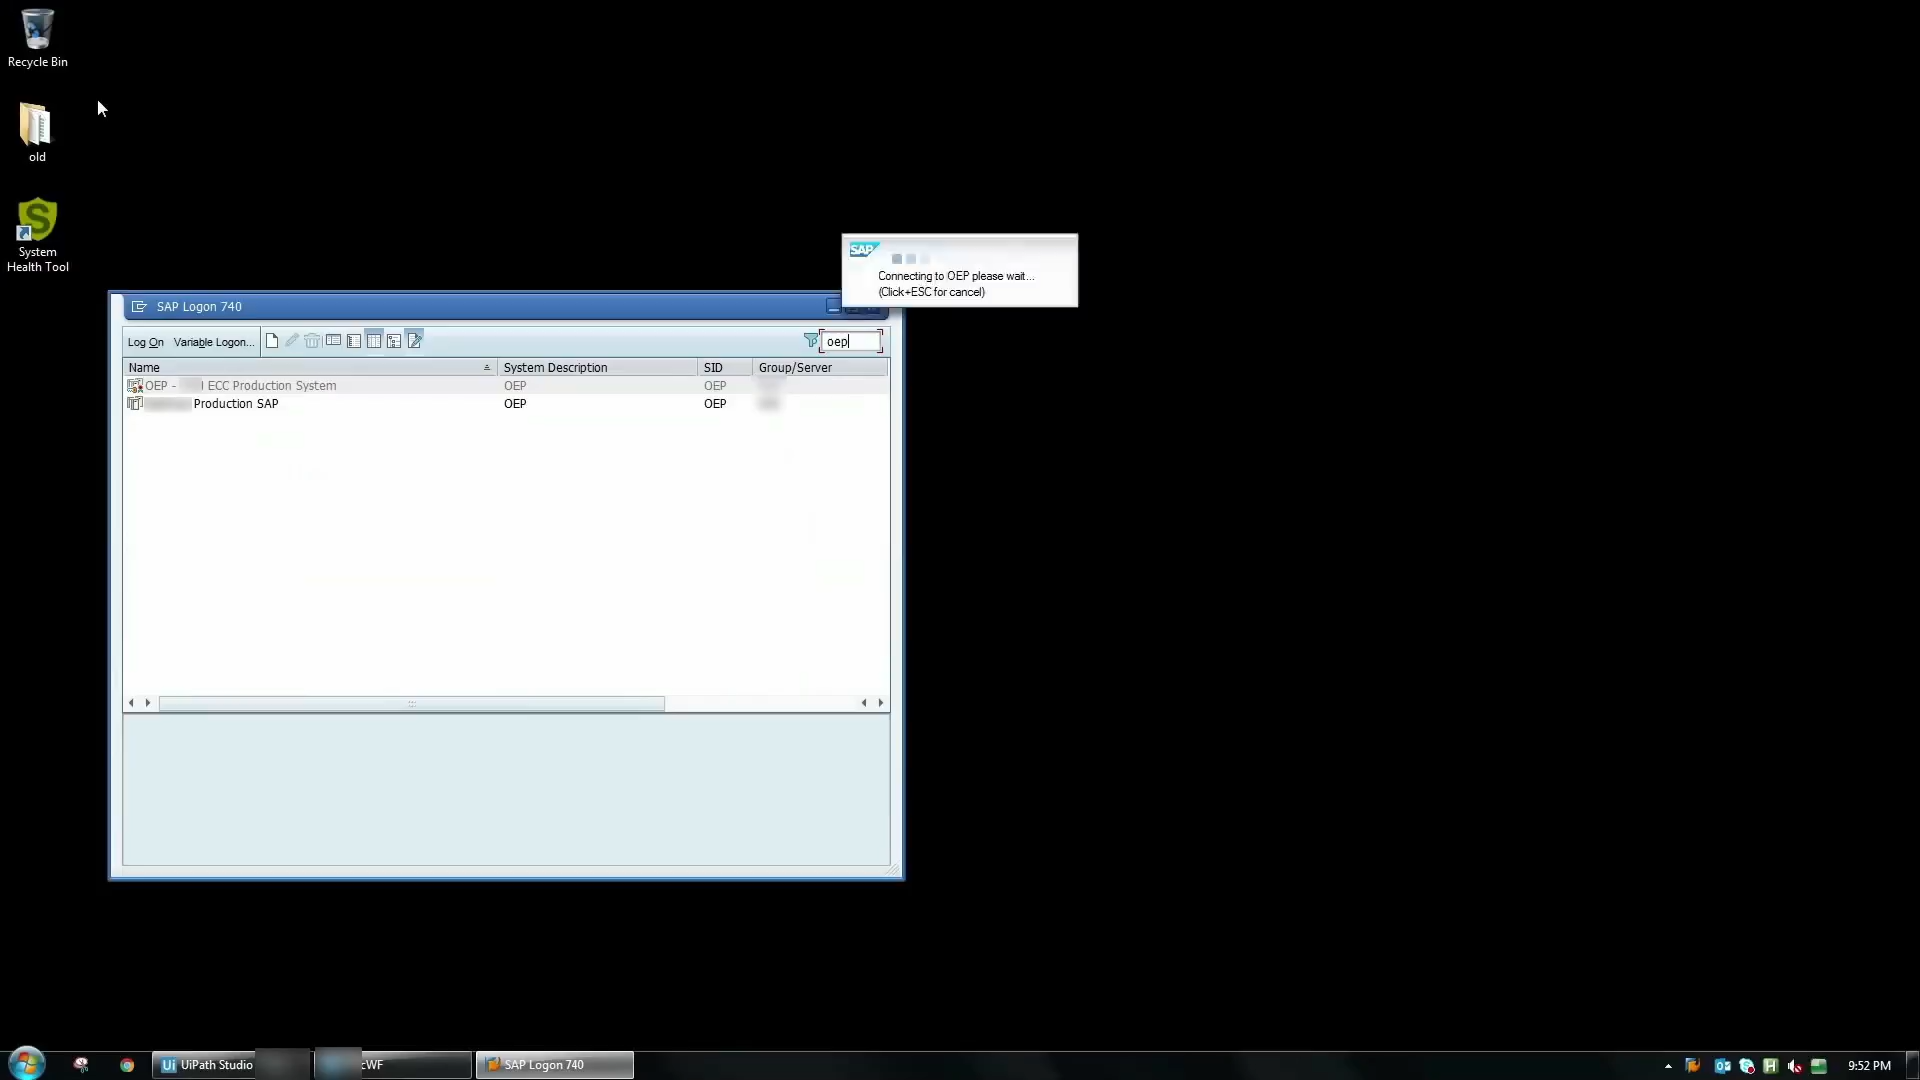 Recycle Bin
old
System
Health Tool
SAP
Connecting to OEP please wait...
(Click+ESC for cancel)
SAP Logon 740
Log On Variable Logon... oep
Name System Description SID Group/Server
OEP - ECC Production System OEP OEP
Production SAP OEP OEP
UiPath Studio
cWF
SAP Logon 740
9:52 PM